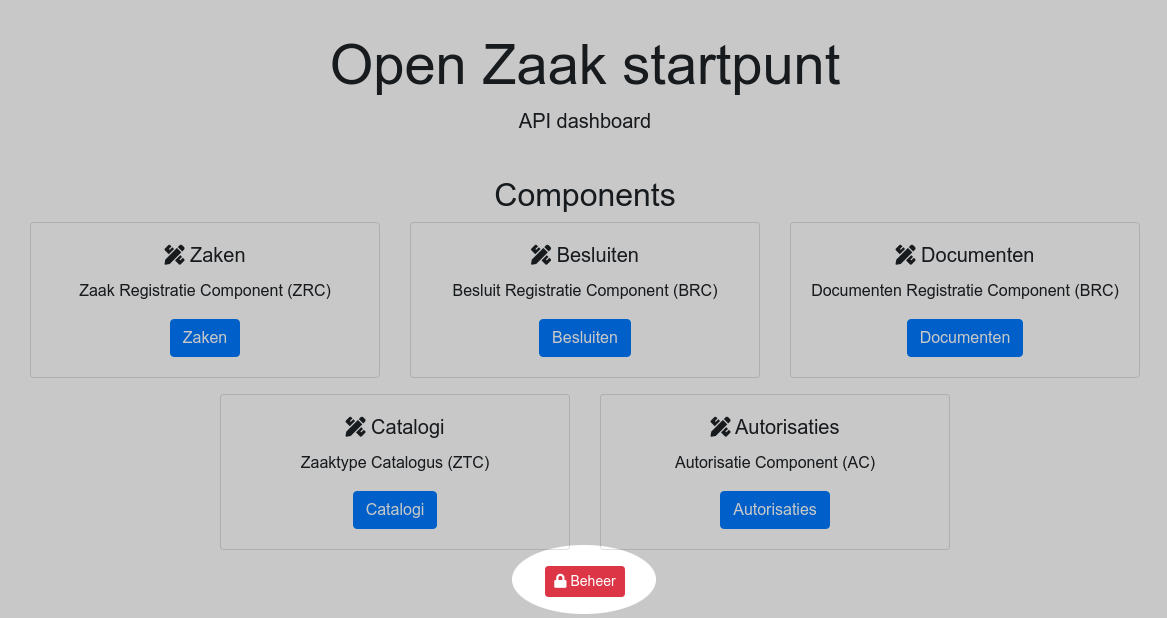 Open Zaak startpunt
API dashboard
Components
Zaken
Zaak Registratie Component (ZRC)
Zaken
Besluiten
Besluit Registratie Component (BRC)
Besluiten
Documenten
Documenten Registratie Component (BRC)
Documenten
Catalogi
Zaaktype Catalogus (ZTC)
Catalogi
Autorisaties
Autorisatie Component (AC)
Autorisaties
Beheer